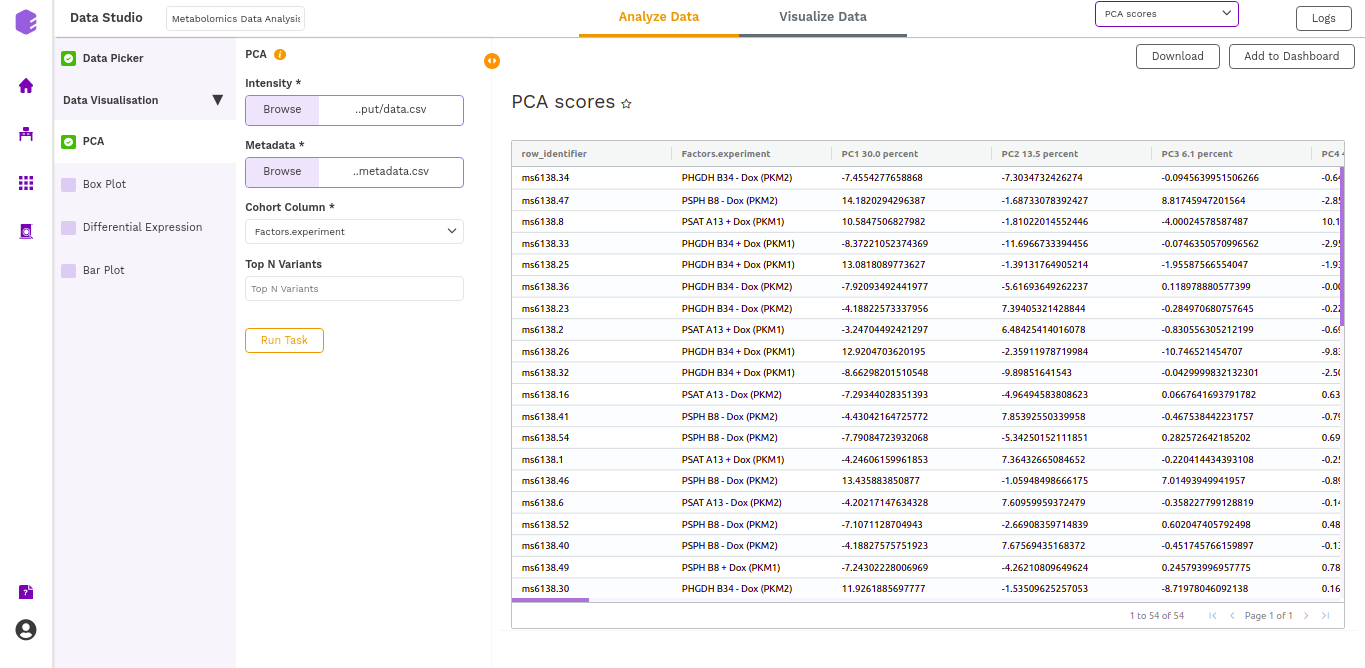 Data Studio
Metabolomics Data Analysis
Analyze Data
Visualize Data
PCA scores
Logs
Data Picker
Data Visualisation
PCA
Box Plot
Differential Expression
Bar Plot
PCA
Intensity *
Browse ..put/data.csv
Metadata *
Browse ..metadata.csv
Cohort Column *
Factors.experiment
Top N Variants
Top N Variants
Run Task
Download
Add to Dashboard
PCA scores
row_identifier Factors.experiment PC1 30.0 percent PC2 13.5 percent PC3 6.1 percent PC4
ms6138.34 PHGDH B34 - Dox (PKM2) -7.4554277658868 -7.3034732426274 -0.0945639951506266 -0.64
ms6138.47 PSPH B8 - Dox (PKM2) 14.1820294296387 -1.68733078392427 8.81745947201564 -2.85
ms6138.8 PSAT A13 + Dox (PKM1) 10.5847506827982 -1.81022014552446 -4.00024578587487 10.1
ms6138.33 PHGDH B34 + Dox (PKM1) -8.37221052374369 -11.6966733394456 -0.0746350570996562 -2.95
ms6138.25 PHGDH B34 + Dox (PKM1) 13.0818089773627 -1.39131764905214 -1.95587566554047 -1.93
ms6138.36 PHGDH B34 - Dox (PKM2) -7.92093492441977 -5.61693649262237 0.118978880577399 -0.00
ms6138.23 PHGDH B34 - Dox (PKM2) -4.18822573337956 7.39405321428844 -0.284970680757645 -0.22
ms6138.2 PSAT A13 + Dox (PKM1) -3.24704492421297 6.48425414016078 -0.830556305212199 -0.69
ms6138.26 PHGDH B34 + Dox (PKM1) 12.9204703620195 -2.35911978719984 -10.746521454707 -9.83
ms6138.32 PHGDH B34 + Dox (PKM1) -8.66298201510548 -9.89851641543 -0.0429999832132301 -2.50
ms6138.16 PSAT A13 - Dox (PKM2) -7.29344028351393 -4.96494583808623 0.0667641693791782 0.63
ms6138.41 PSPH B8 - Dox (PKM2) -4.43042164725772 7.85392550339958 -0.467538442231757 -0.79
ms6138.54 PSPH B8 - Dox (PKM2) -7.79084723932068 -5.34250152111851 0.282572642185202 0.69
ms6138.1 PSAT A13 + Dox (PKM1) -4.24606159961853 7.36432665084652 -0.220414434393108 -0.25
ms6138.46 PSPH B8 - Dox (PKM2) 13.435883850877 -1.05948498666175 7.01493949941957 -0.89
ms6138.6 PSAT A13 - Dox (PKM2) -4.20217147634328 7.60959959372479 -0.358227799128819 -0.14
ms6138.52 PSPH B8 - Dox (PKM2) -7.1071128704943 -2.66908359714839 0.602047405792498 0.48
ms6138.40 PSPH B8 - Dox (PKM2) -4.18827575751923 7.67569435168372 -0.451745766159897 -0.13
ms6138.49 PSPH B8 + Dox (PKM1) -7.24302228006969 -4.26210809649624 0.245793996957775 0.78
ms6138.30 PHGDH B34 - Dox (PKM2) 11.9261885697777 -1.53509625257053 -8.71978046092138 0.16
1 to 54 of 54 Page 1 of 1